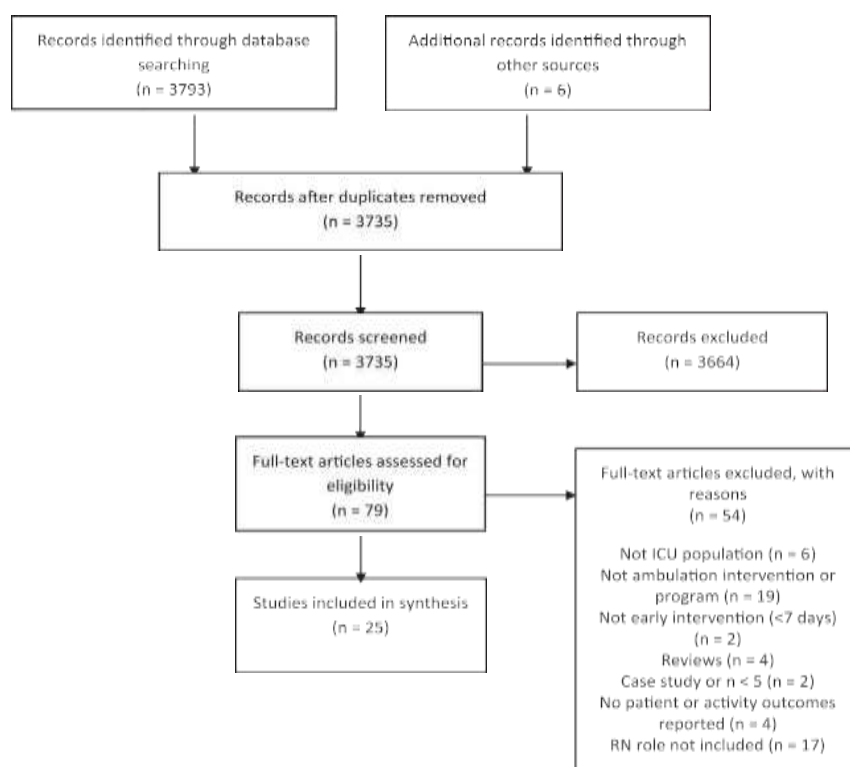 Records identified through database
searching
(n = 3793)
Additional records identified through
other sources
(n = 6)
Records after duplicates removed
(n = 3735)
Records screened
(n = 3735)
Records excluded
(n = 3664)
Full-text articles assessed for
eligibility
(n = 79)
Full-text articles excluded, with
reasons
(n = 54)
Not ICU population (n = 6)
Not ambulation intervention or
program (n = 19)
Not early intervention (<7 days)
(n = 2)
Reviews (n = 4)
Case study or n < 5 (n = 2)
No patient or activity outcomes
reported (n = 4)
RN role not included (n = 17)
Studies included in synthesis
(n = 25)